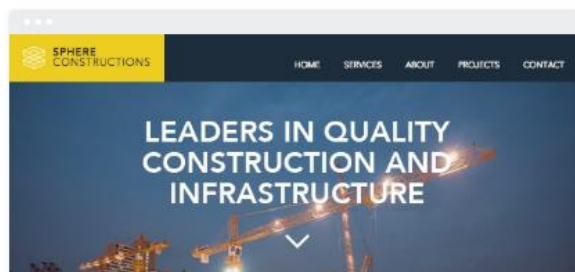 SPHERE
CONSTRUCTIONS
HOME SERVICES ABOUT PROJECTS CONTACT
LEADERS IN QUALITY
CONSTRUCTION AND
INFRASTRUCTURE